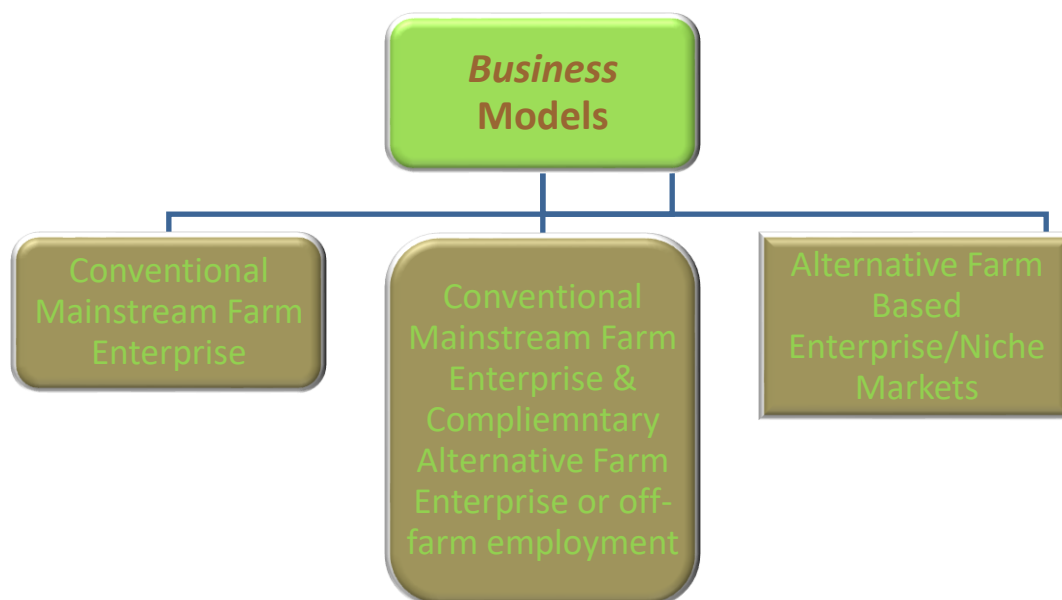 Business
Models
Conventional
Mainstream Farm
Enterprise
Conventional
Mainstream Farm
Enterprise &
Compliemntary
Alternative Farm
Enterprise or off-
farm employment
Alternative Farm
Based
Enterprise/Niche
Markets